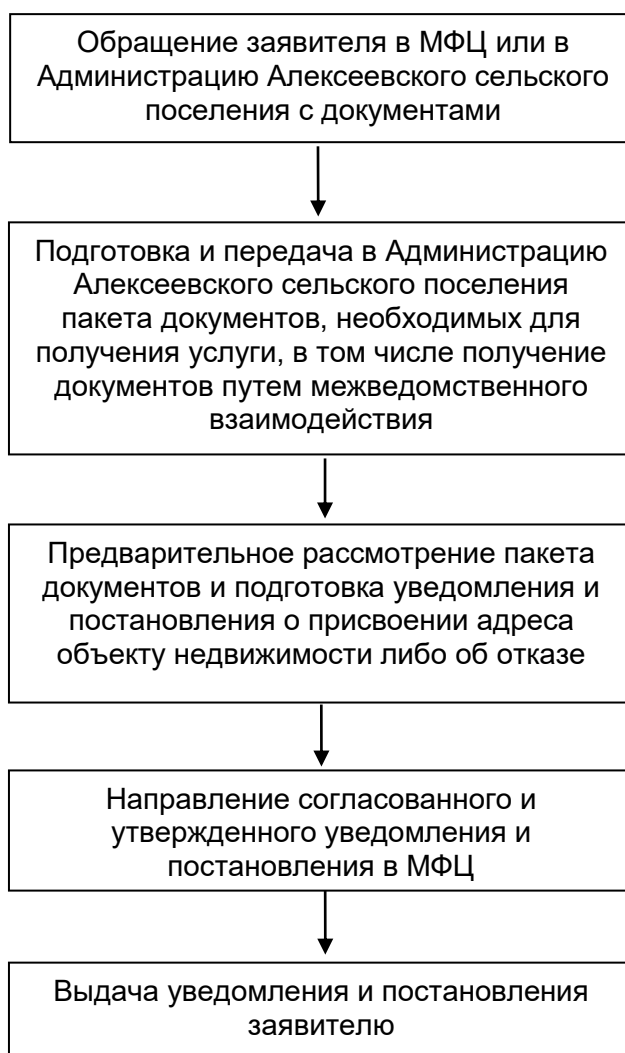 Обращение заявителя в МФЦ или в
Администрацию Алексеевского сельского
поселения с документами
Подготовка и передача в Администрацию
Алексеевского сельского поселения
пакета документов, необходимых для
получения услуги, в том числе получение
документов путем межведомственного
взаимодействия
Предварительное рассмотрение пакета
документов и подготовка уведомления и
постановления о присвоении адреса
объекту недвижимости либо об отказе
Направление согласованного и
утвержденного уведомления и
постановления в МФЦ
Выдача уведомления и постановления
заявителю